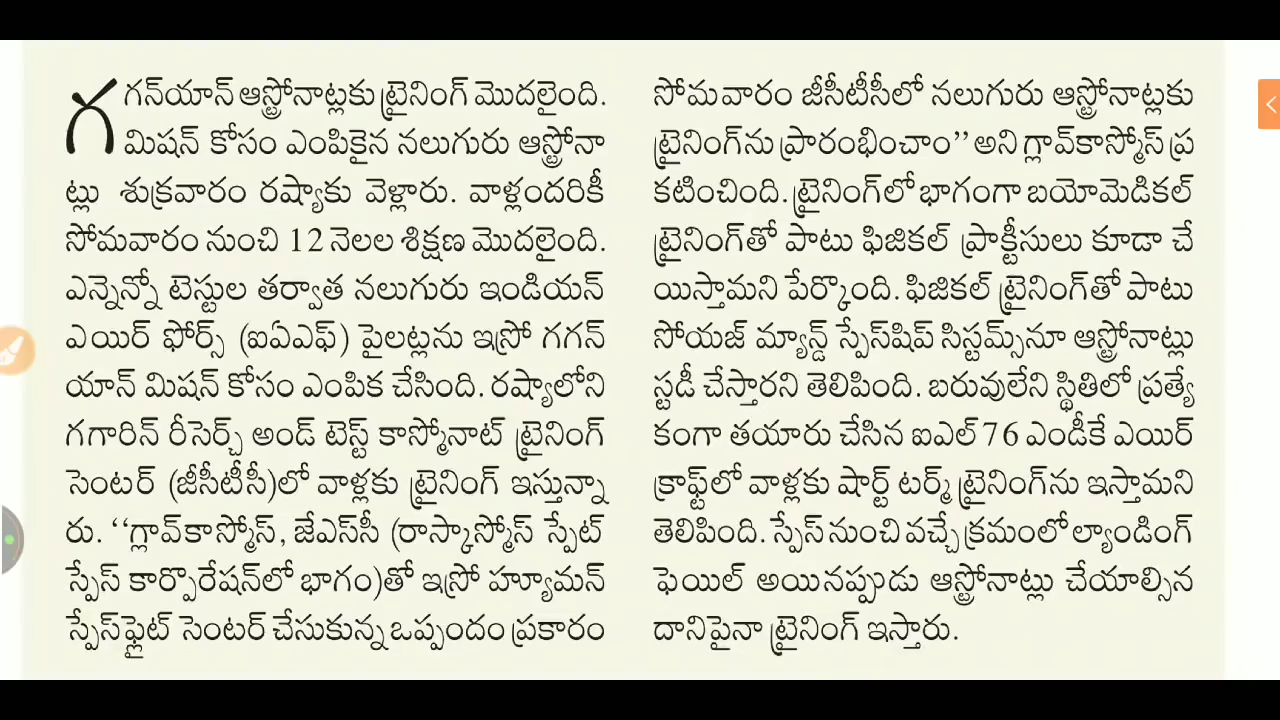 గగన్‌యాన్ ఆస్ట్రోనాట్లకు ట్రైనింగ్ మొదలైంది.
మిషన్ కోసం ఎంపికైన నలుగురు ఆస్ట్రోనా
ట్లు శుక్రవారం రష్యాకు వెళ్లారు. వాళ్లందరికీ
సోమవారం నుంచి 12 నెలల శిక్షణ మొదలైంది.
ఎన్నెన్నో టెస్టుల తర్వాత నలుగురు ఇండియన్
ఎయిర్ ఫోర్స్ (ఐఏఎఫ్) పైలట్లను ఇస్రో గగన్
యాన్ మిషన్ కోసం ఎంపిక చేసింది. రష్యాలోని
గగారిన్ రీసెర్చ్ అండ్ టెస్ట్ కాస్మోనాట్ ట్రైనింగ్
సెంటర్ (జీసీటీసీ)లో వాళ్లకు ట్రైనింగ్ ఇస్తున్నా
రు. ‘‘గ్లావ్‌కాస్మోస్, జేఎస్‌సీ (రాస్కాస్మోస్ స్పేట్
స్పేస్ కార్పొరేషన్‌లో భాగం)తో ఇస్రో హ్యూమన్
స్పేస్‌ఫ్లైట్ సెంటర్ చేసుకున్న ఒప్పందం ప్రకారం
సోమవారం జీసీటీసీలో నలుగురు ఆస్ట్రోనాట్లకు
ట్రైనింగ్‌ను ప్రారంభించాం’’ అని గ్లావ్‌కాస్మోస్ ప్ర
కటించింది. ట్రైనింగ్‌లో భాగంగా బయోమెడికల్
ట్రైనింగ్‌తో పాటు ఫిజికల్ ప్రాక్టీసులు కూడా చే
యిస్తామని పేర్కొంది. ఫిజికల్ ట్రైనింగ్‌తో పాటు
సోయజ్ మ్యాన్డ్ స్పేస్‌షిప్ సిస్టమ్స్‌నూ ఆస్ట్రోనాట్లు
స్టడీ చేస్తారని తెలిపింది. బరువులేని స్థితిలో ప్రత్యే
కంగా తయారు చేసిన ఐఎల్ 76 ఎండీకే ఎయిర్
క్రాఫ్ట్‌లో వాళ్లకు షార్ట్ టర్మ్ ట్రైనింగ్‌ను ఇస్తామని
తెలిపింది. స్పేస్ నుంచి వచ్చే క్రమంలో ల్యాండింగ్
ఫెయిల్ అయినప్పుడు ఆస్ట్రోనాట్లు చేయాల్సిన
దానిపైనా ట్రైనింగ్ ఇస్తారు.